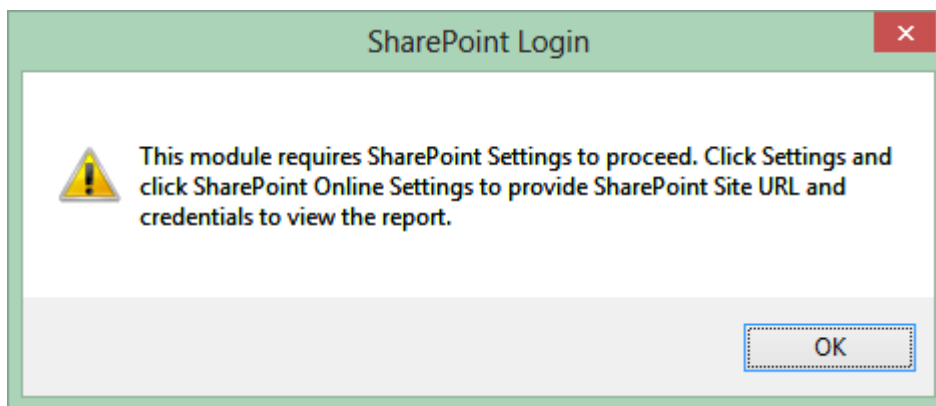 SharePoint Login
This module requires SharePoint Settings to proceed. Click Settings and
click SharePoint Online Settings to provide SharePoint Site URL and
credentials to view the report.
OK